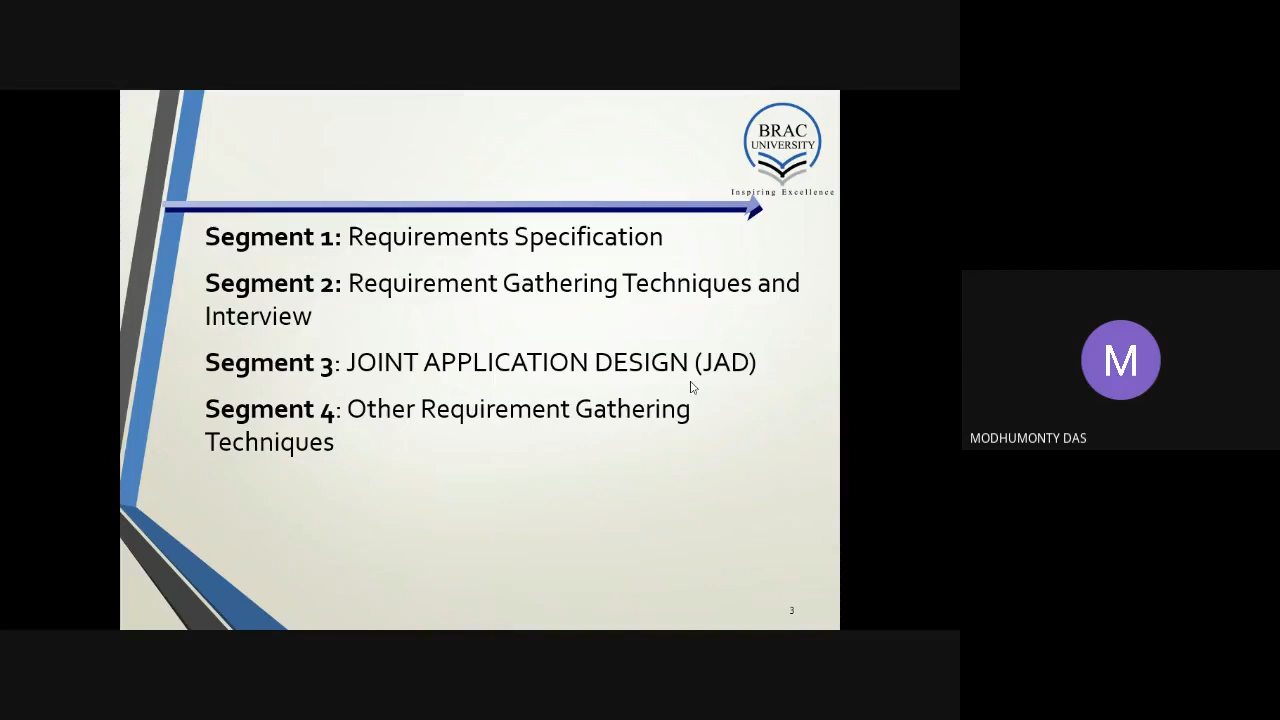 BRAC
UNIVERSITY
Inspiring Excellence
Segment 1: Requirements Specification
Segment 2: Requirement Gathering Techniques and
Interview
Segment 3: JOINT APPLICATION DESIGN (JAD)
Segment 4: Other Requirement Gathering
Techniques
3
M
MODHUMONTY DAS